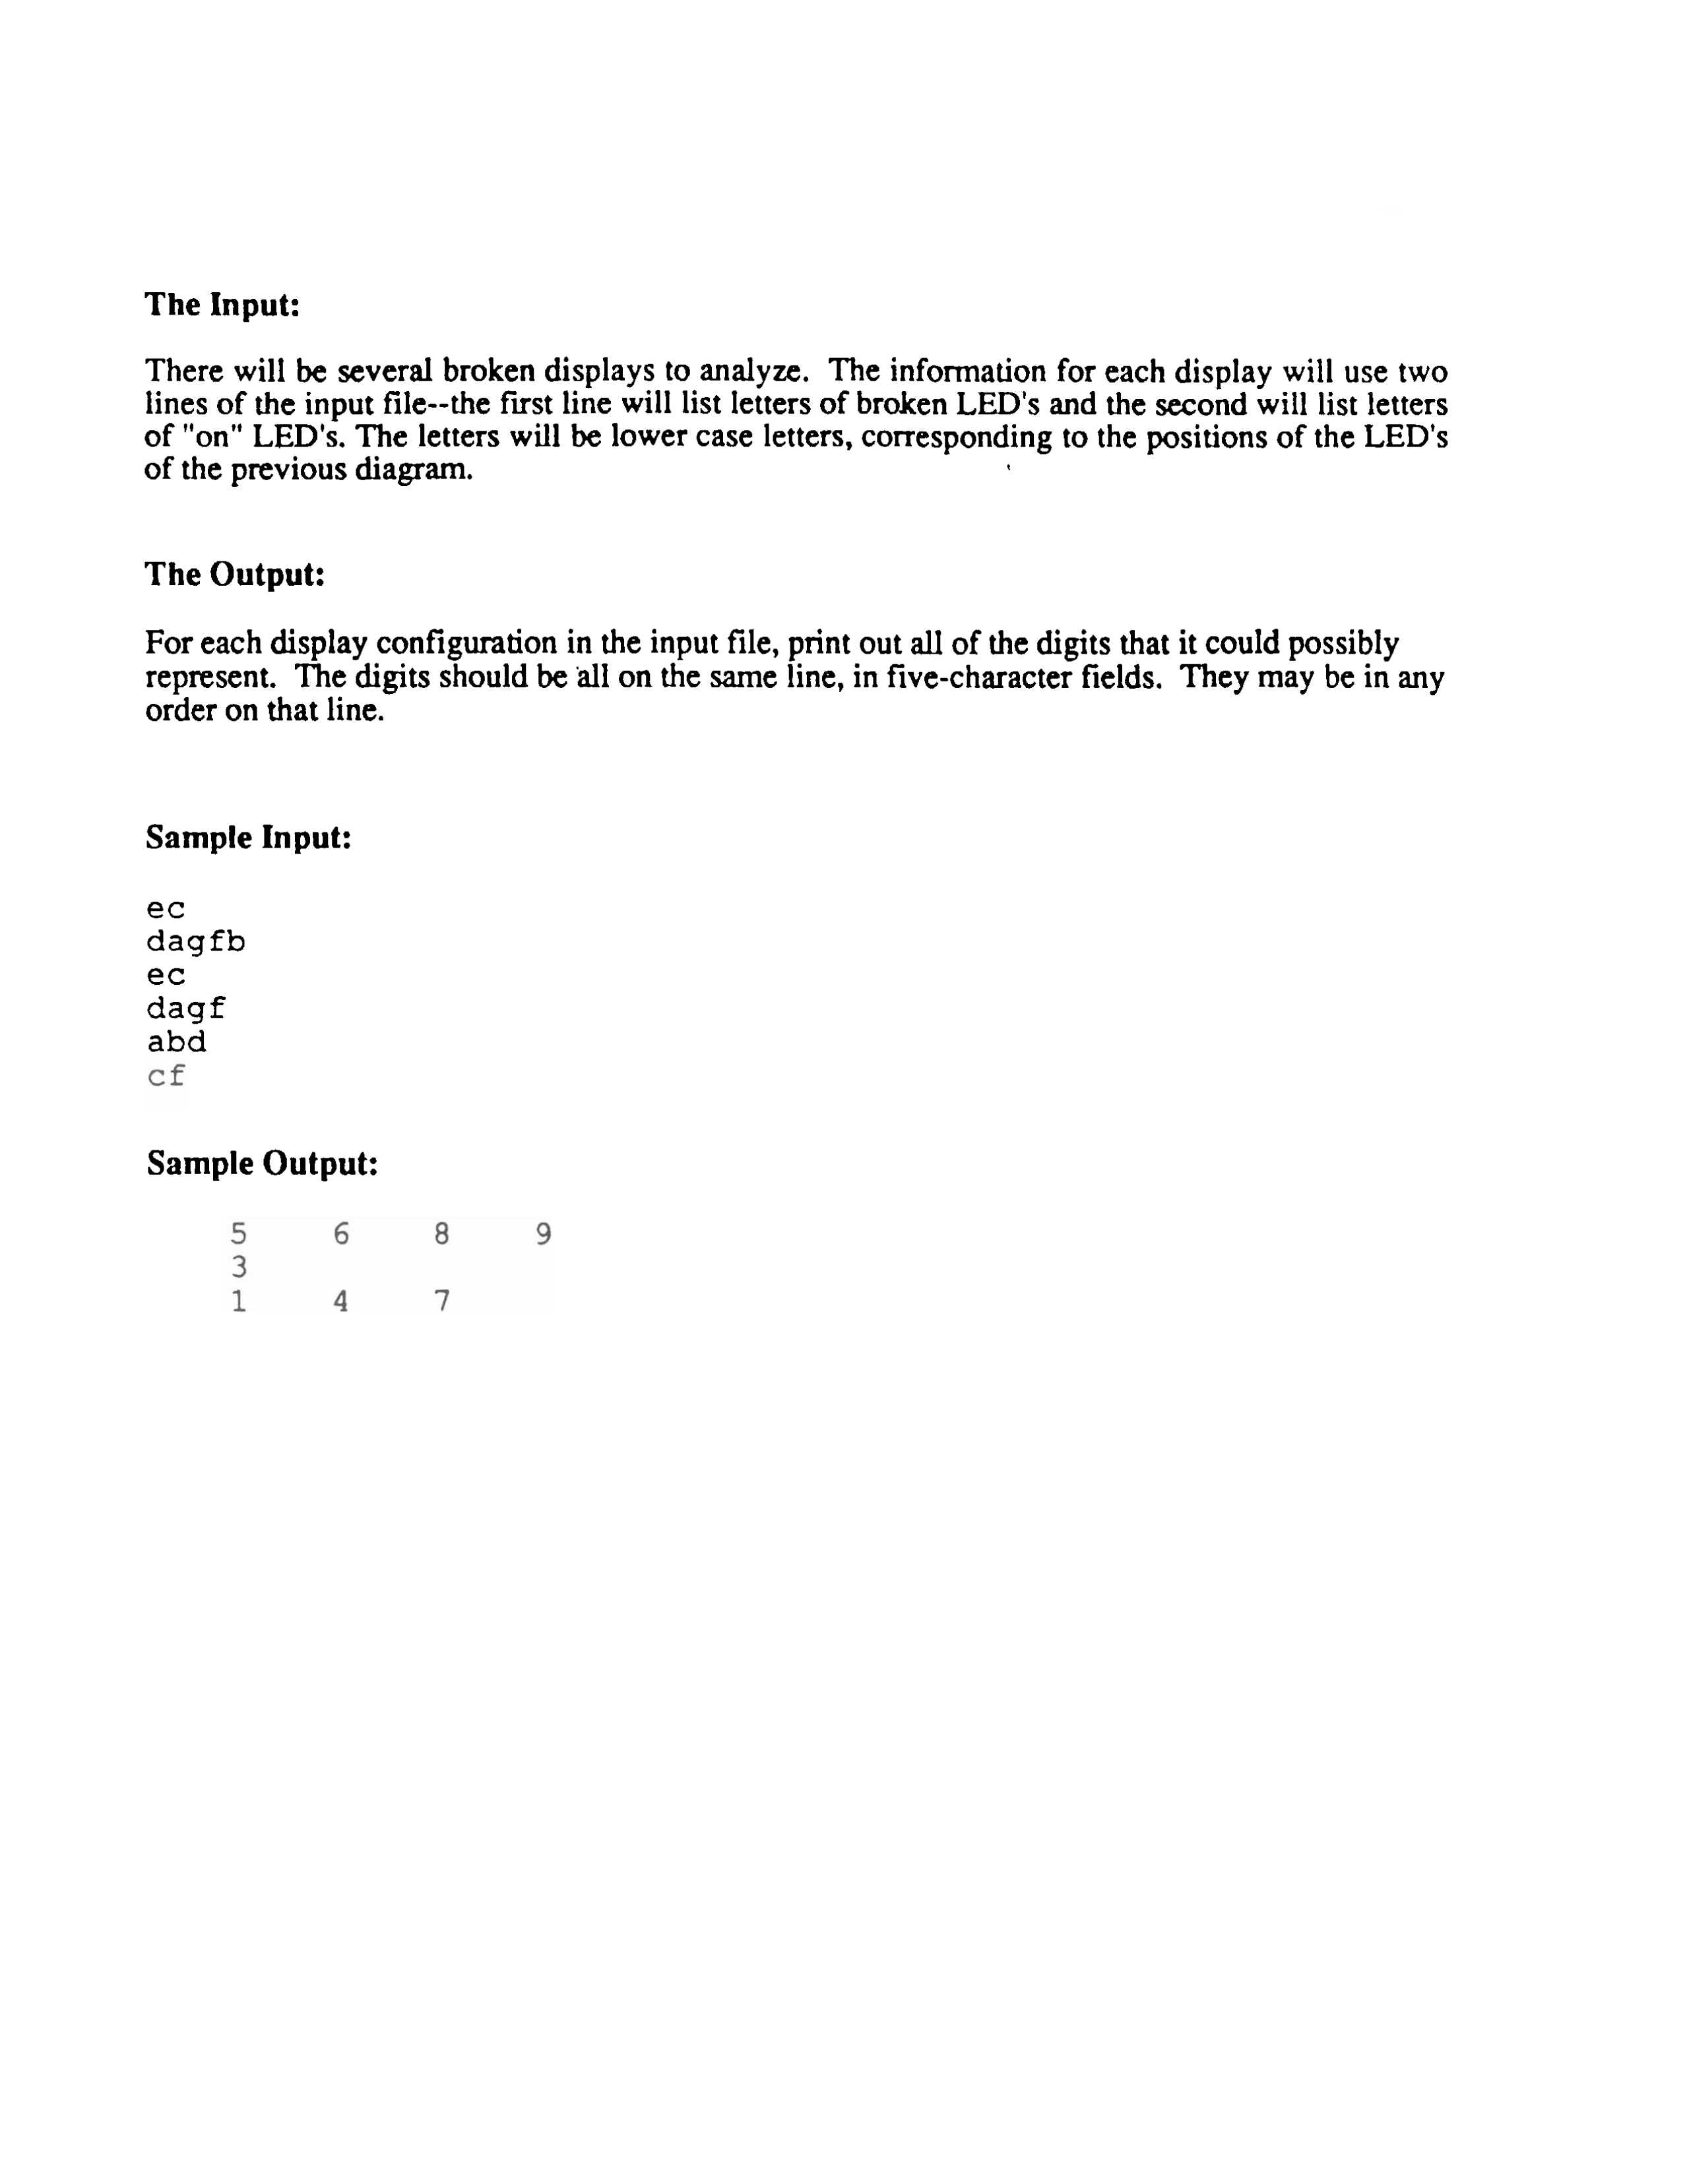 The Input:
There will be several broken displays to analyze. The information for each display will use two
lines of the input file--the first line will list letters of broken LED's and the second will list letters
of "on" LED's. The letters will be lower case letters, corresponding to the positions of the LED's
of the previous diagram.
The Output:
For each display configuration in the input file, print out all of the digits that it could possibly
represent. The digits should be all on the same line, in five-character fields. They may be in any
order on that line.
Sample Input:
ec
dagfb
ec
dagf
abd
cf
Sample Output:
5 6 8 9
3
1 4 7